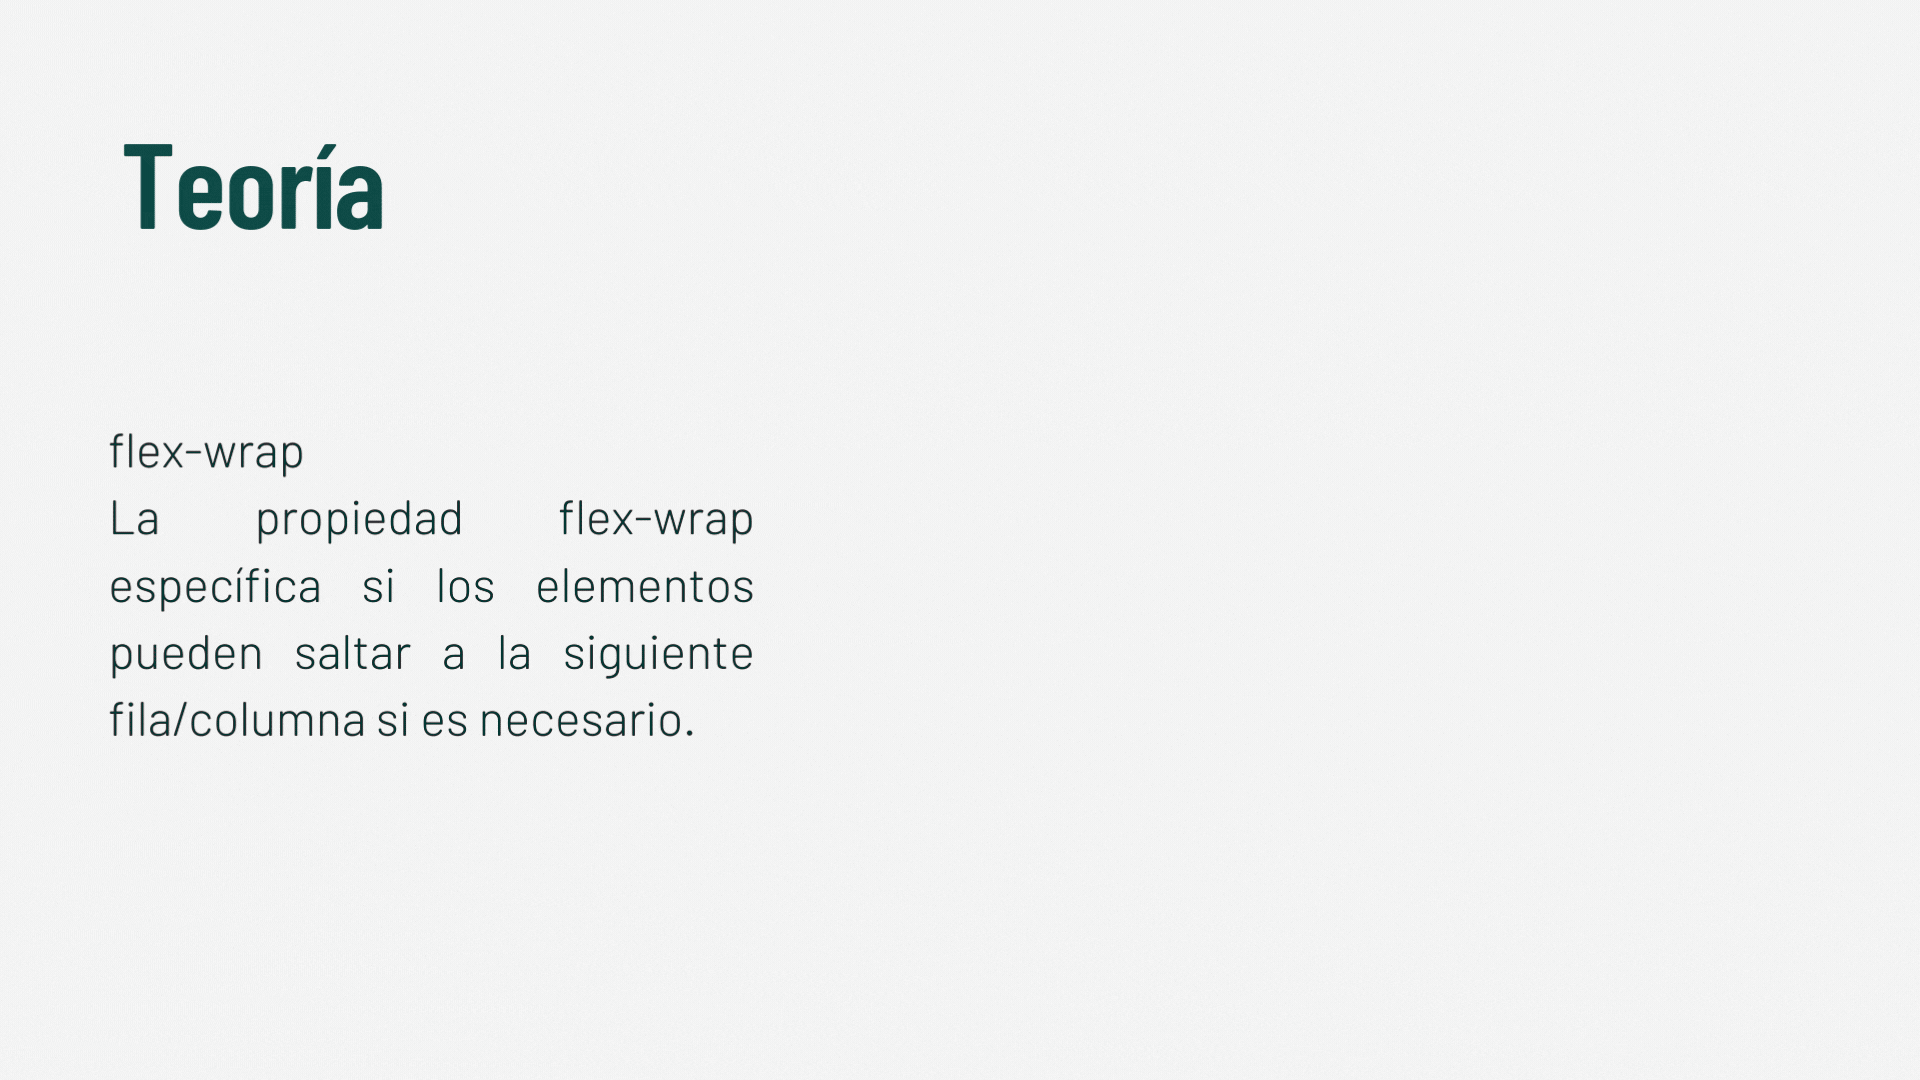 Teoría
flex-wrap
La propiedad flex-wrap
específica si los elementos
pueden saltar a la siguiente
fila/columna si es necesario.